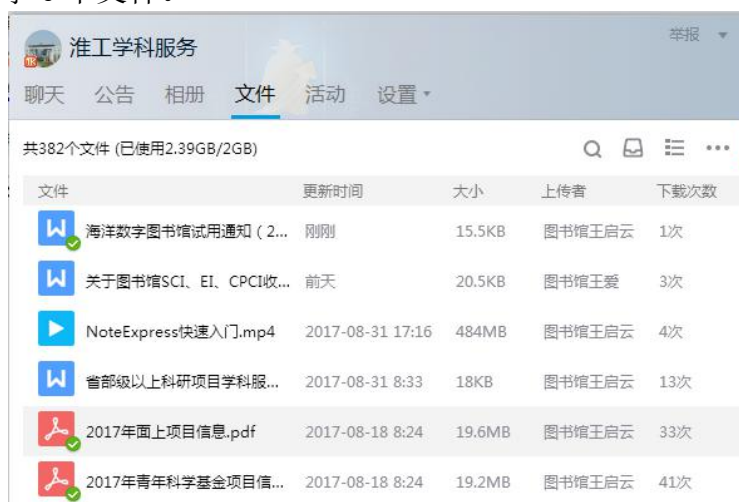 淮工学科服务
举报
聊天 公告 相册 文件 活动 设置
共382个文件 (已使用2.39GB/2GB)
文件 更新时间 大小 上传者 下载次数
海洋数字图书馆试用通知（2... 刚刚 15.5KB 图书馆王启云 1次
关于图书馆SCI、EI、CPCI收... 前天 20.5KB 图书馆王爱 3次
NoteExpress快速入门.mp4 2017-08-31 17:16 484MB 图书馆王启云 4次
省部级以上科研项目学科服... 2017-08-31 8:33 18KB 图书馆王启云 13次
2017年面上项目信息.pdf 2017-08-18 8:24 19.6MB 图书馆王启云 33次
2017年青年科学基金项目信... 2017-08-18 8:24 19.2MB 图书馆王启云 41次